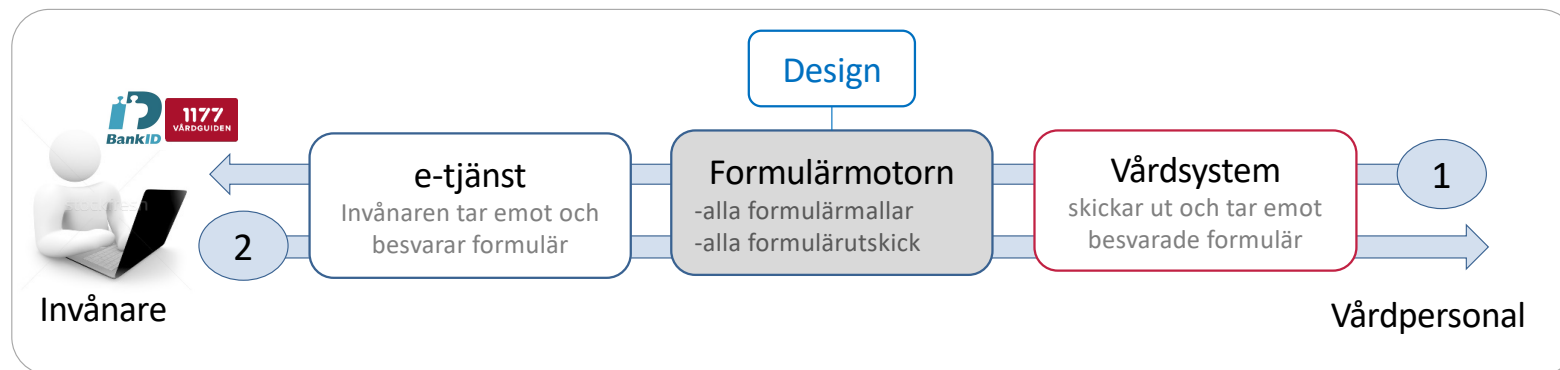 Design
BankID
1177
VÅRDGUIDEN
e-tjänst
Invånaren tar emot och
besvarar formulär
Formulärmotorn
-alla formulärmallar
-alla formulärutskick
Vårdsystem
skickar ut och tar emot
besvarade formulär
1
2
Invånare
Vårdpersonal